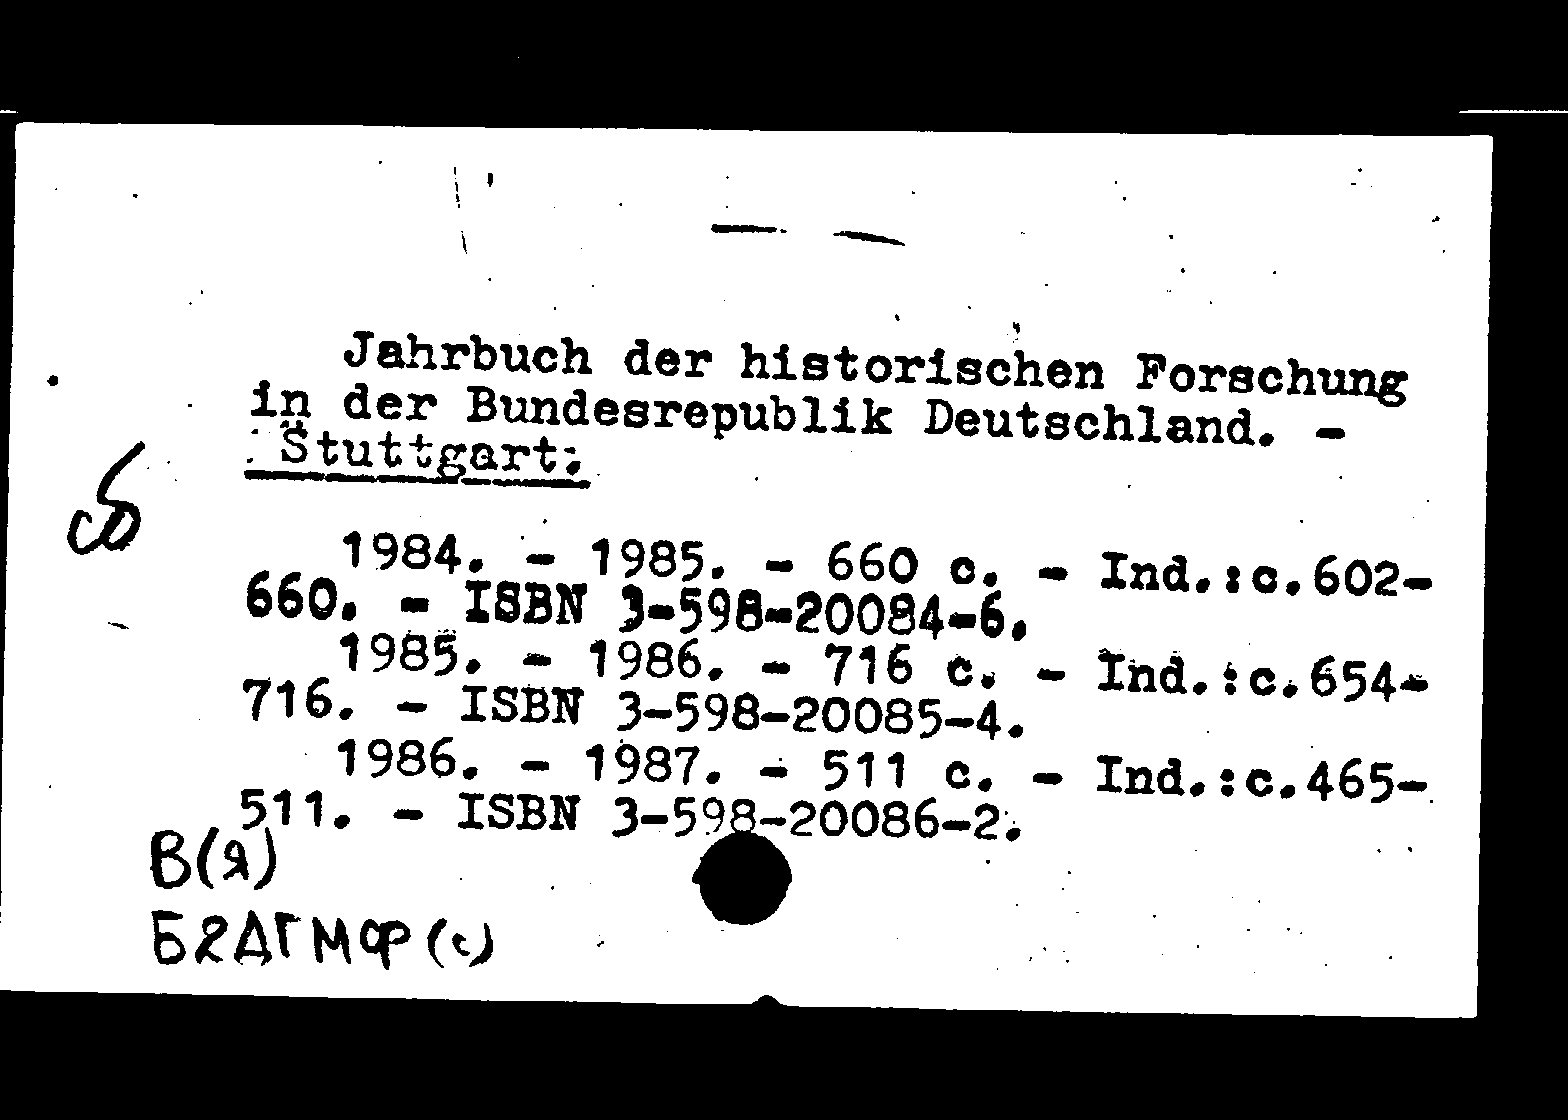 Jahrbuch der historischen Forschung
in der Bundesrepublik Deutschland. -
Stuttgart:
1984. - 1985. - 660 с. - Ind.:с.602-
660. - ISBN 3-598-20084-6.
1985. - 1986. - 716 с. - Ind.:с.654-
716. - ISBN 3-598-20085-4.
1986. - 1987. - 511 с. - Ind.:с.465-
511. - ISBN 3-598-20086-2.
В(я)
Б2ДГМФ(с)